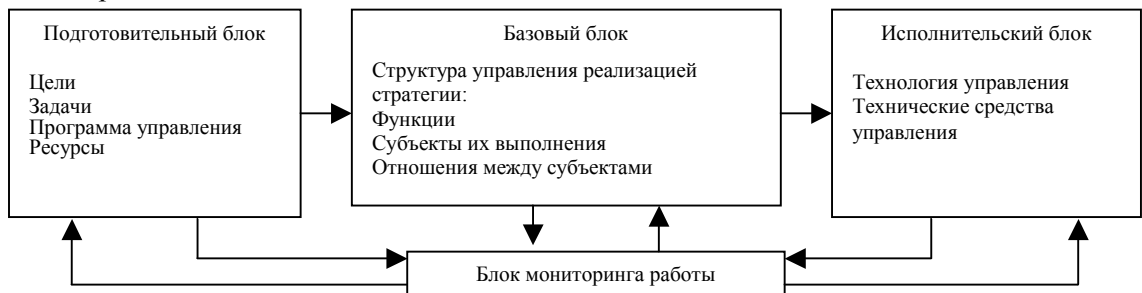 Подготовительный блок
Цели
Задачи
Программа управления
Ресурсы
Базовый блок
Структура управления реализацией
стратегии:
Функции
Субъекты их выполнения
Отношения между субъектами
Исполнительский блок
Технология управления
Технические средства
управления
Блок мониторинга работы